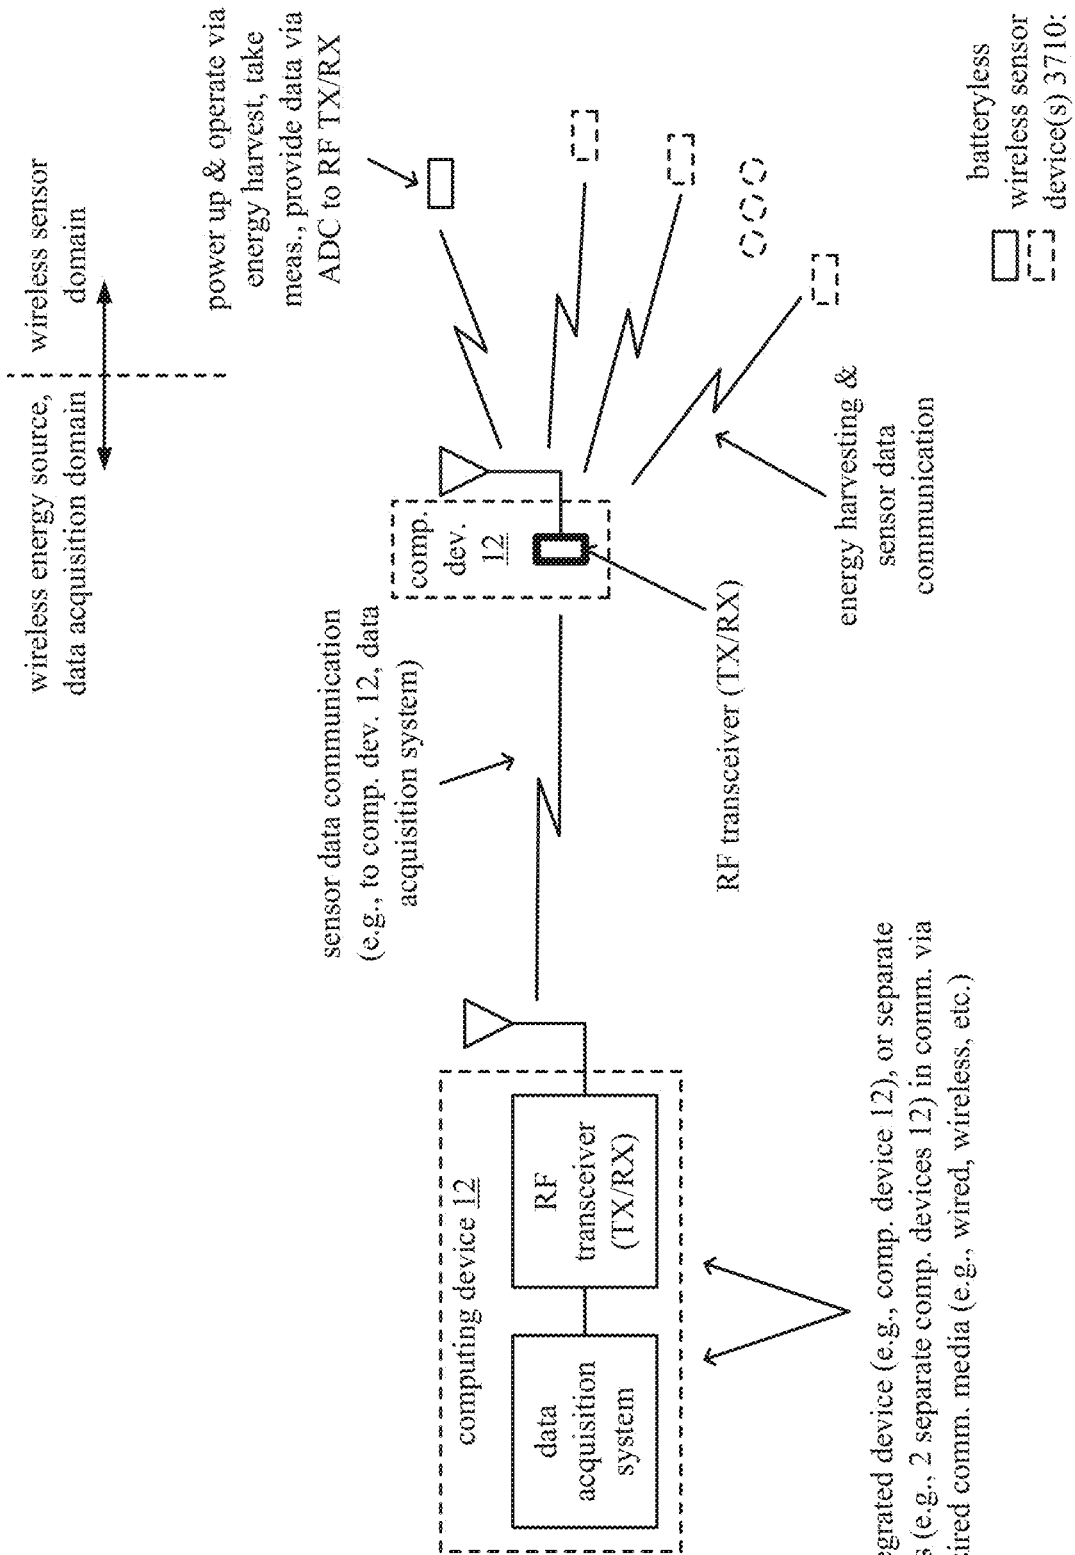 wireless energy source,
data acquisition domain
wireless sensor
domain
power up & operate via
energy harvest, take
meas., provide data via
ADC to RF TX/RX
sensor data communication
(e.g., to comp. dev. 12, data
acquisition system)
comp.
dev.
12
computing device 12
data
acquisition
system
RF
transceiver
(TX/RX)
RF transceiver (TX/RX)
energy harvesting &
sensor data
communication
(e.g., comp. device 12), or separate
(e.g., 2 separate comp. devices 12) in comm. via
comm. media (e.g., wired, wireless, etc.)
batteryless
wireless sensor
device(s) 3710: